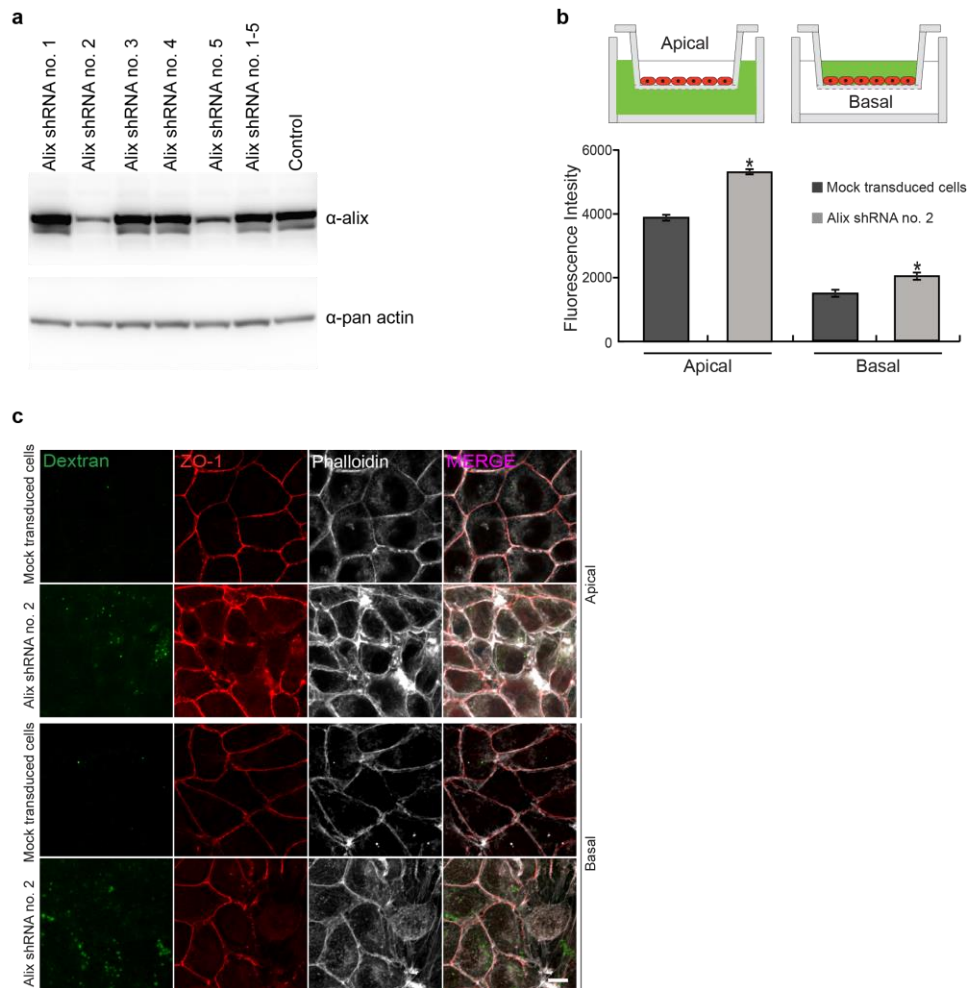 a
Alix shRNA no. 1
Alix shRNA no. 2
Alix shRNA no. 3
Alix shRNA no. 4
Alix shRNA no. 5
Alix shRNA no. 1-5
Control
α-alix
α-pan actin
b
Apical
Basal
6000
4000
2000
0
Fluorescence Intesity
*
*
Mock transduced cells
Alix shRNA no. 2
Apical
Basal
c
Dextran
ZO-1
Phalloidin
MERGE
Mock transduced cells
Alix shRNA no. 2
Apical
Mock transduced cells
Alix shRNA no. 2
Basal